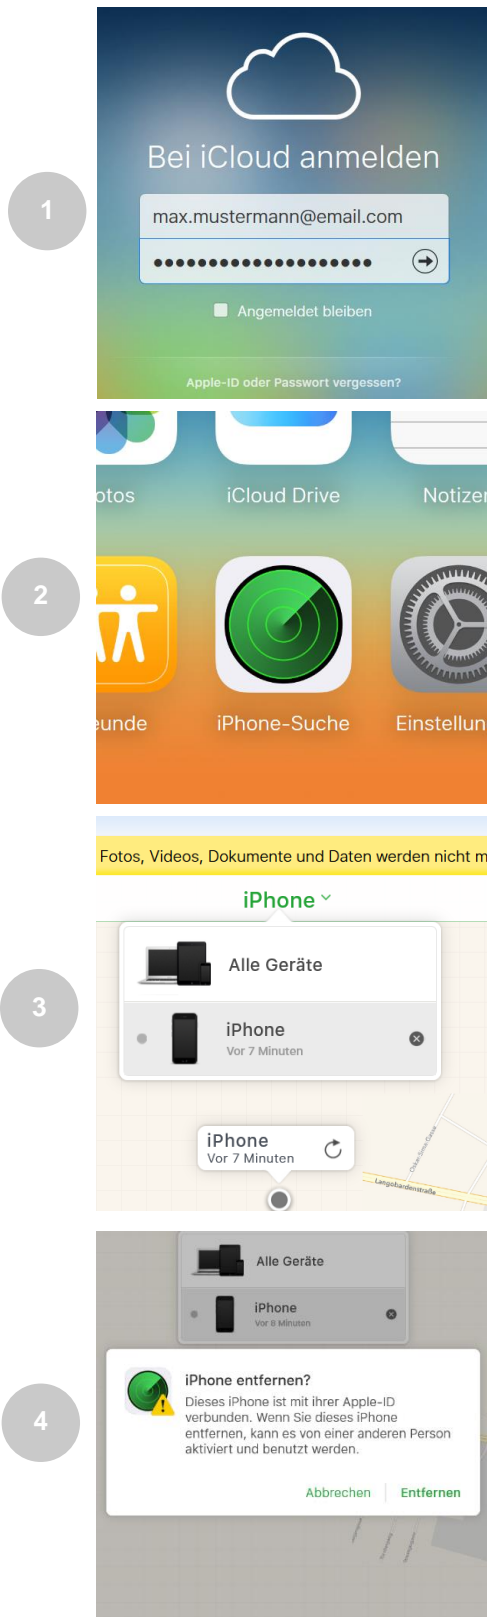 1
Bei iCloud anmelden
max.mustermann@email.com
Angemeldet bleiben
Apple-ID oder Passwort vergessen?
2
otos
iCloud Drive
Notizer
eunde
iPhone-Suche
Einstellun
3
Fotos, Videos, Dokumente und Daten werden nicht m
iPhone
Alle Geräte
iPhone
Vor 7 Minuten
iPhone
Vor 7 Minuten
Langobardenstraße
4
Alle Geräte
iPhone
Vor 8 Minuten
iPhone entfernen?
Dieses iPhone ist mit ihrer Apple-ID
verbunden. Wenn Sie dieses iPhone
entfernen, kann es von einer anderen Person
aktiviert und benutzt werden.
Abbrechen
Entfernen